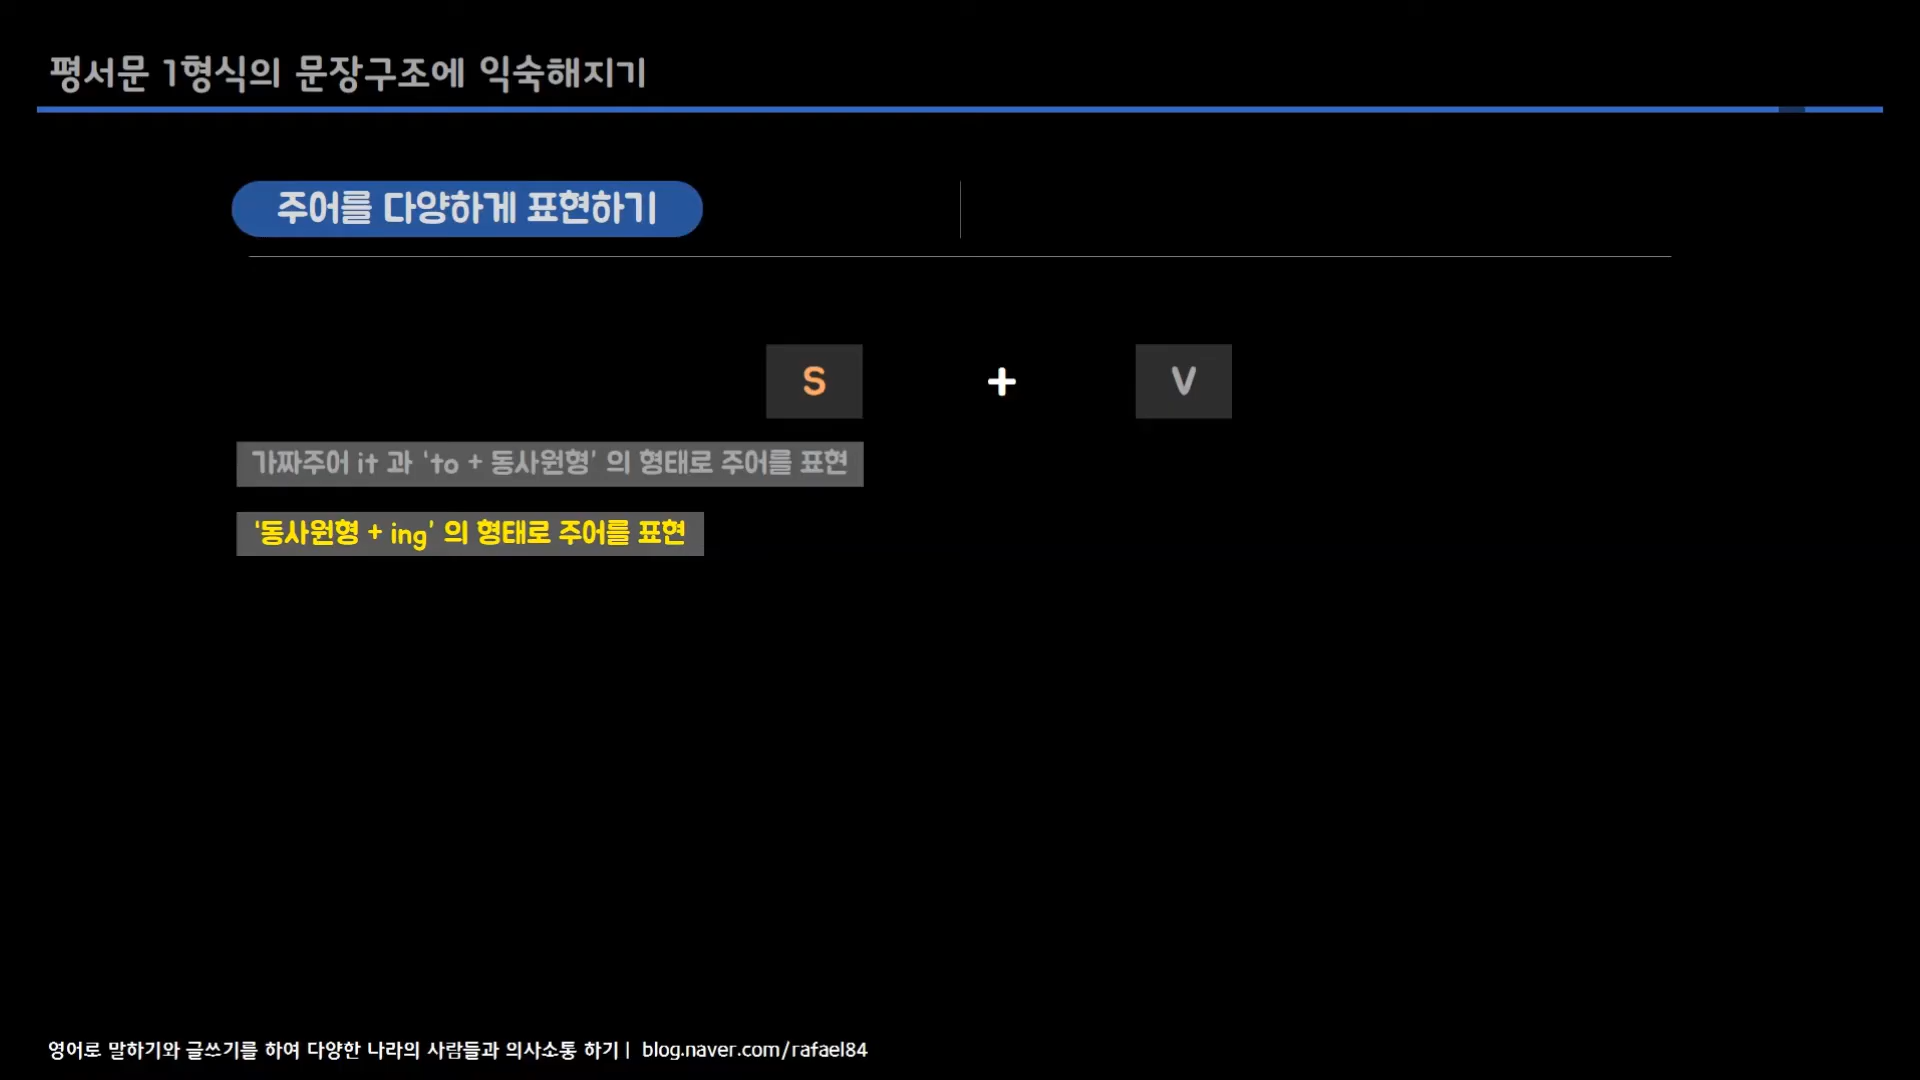 평서문 1형식의 문장구조에 익숙해지기
주어를 다양하게 표현하기
S + V
가짜주어 it 과 ‘to + 동사원형’ 의 형태로 주어를 표현
‘동사원형 + ing’ 의 형태로 주어를 표현
영어로 말하기와 글쓰기를 하여 다양한 나라의 사람들과 의사소통 하기 | blog.naver.com/rafael84